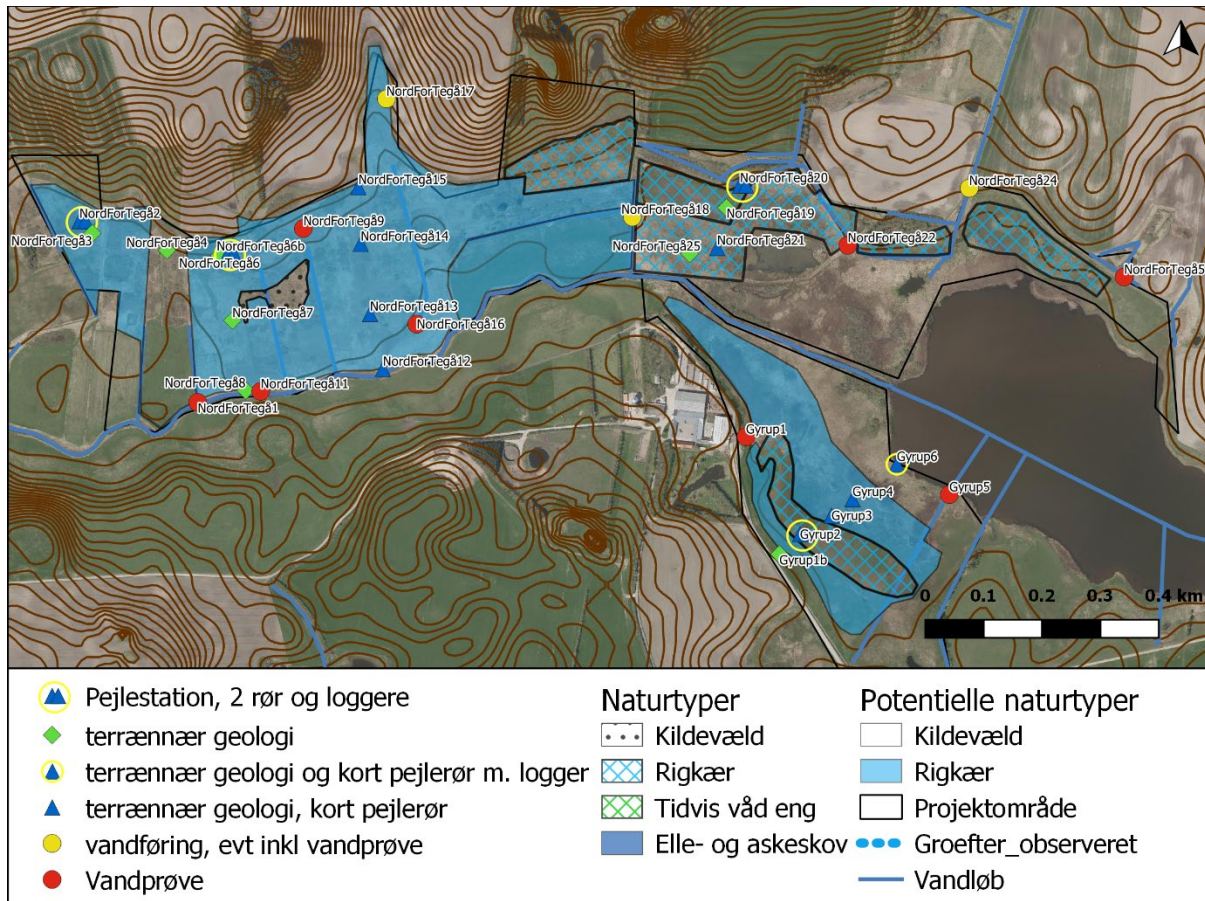 NordForTegå17
NordForTegå15
NordForTegå20
NordForTegå24
NordForTegå2
NordForTegå3
NordForTegå4
NordForTegå6b
NordForTegå6
NordForTegå9
NordForTegå14
NordForTegå18
NordForTegå19
NordForTegå25
NordForTegå21
NordForTegå22
NordForTegå5
NordForTegå7
NordForTegå13
NordForTegå16
NordForTegå12
NordForTegå8
NordForTegå11
NordForTegå1
Gyrup1
Gyrup6
Gyrup4
Gyrup5
Gyrup3
Gyrup2
Gyrup1b
0 0.1 0.2 0.3 0.4 km
Pejlestation, 2 rør og loggere
terrænnær geologi
terrænnær geologi og kort pejlerør m. logger
terrænnær geologi, kort pejlerør
vandføring, evt inkl vandprøve
Vandprøve
Naturtyper
Kildevæld
Rigkær
Tidvis våd eng
Elle- og askeskov
Potentielle naturtyper
Kildevæld
Rigkær
Projektområde
Groefter_observeret
Vandløb